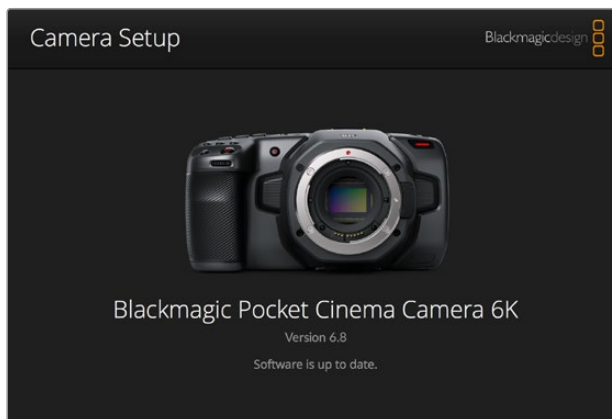 Camera Setup
Blackmagicdesign
Blackmagic Pocket Cinema Camera 6K
Version 6.8
Software is up to date.